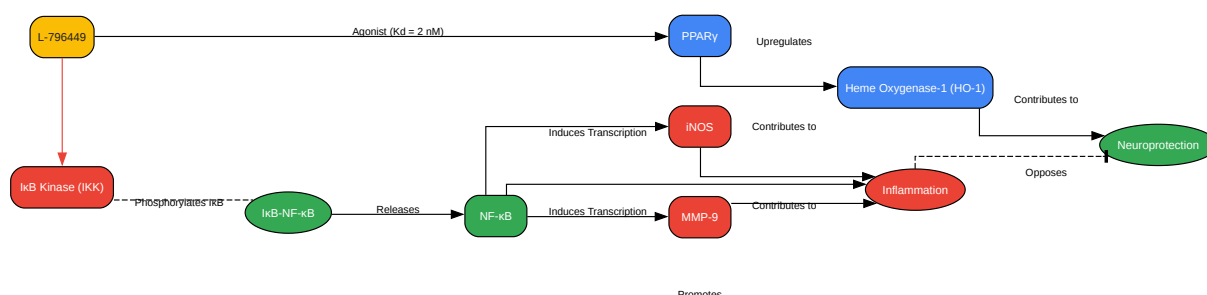 L-796449
Agonist (Kd = 2 nM)
PPARγ
Upregulates
Heme Oxygenase-1 (HO-1)
Contributes to
Neuroprotection
iNOS
Induces Transcription
Contributes to
IκB Kinase (IKK)
Phosphorylates IκB
IκB-NF-κB
Releases
NF-κB
Induces Transcription
MMP-9
Contributes to
Inflammation
Opposes
Promotes